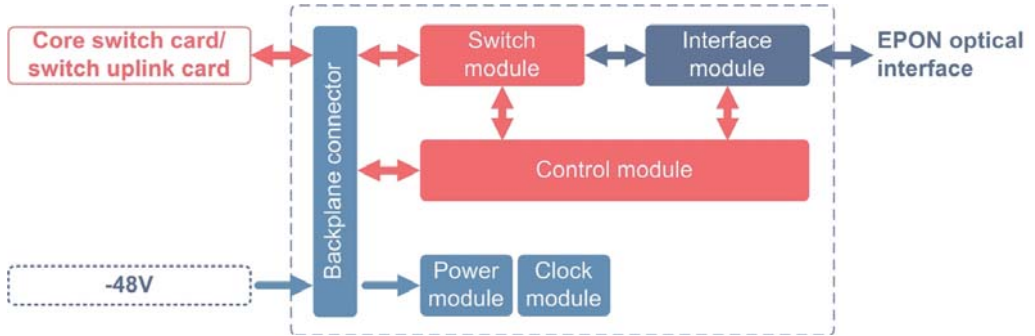 Core switch card/
switch uplink card
Backplane connector
Switch
module
Interface
module
EPON optical
interface
Control module
-48V
Power
module
Clock
module